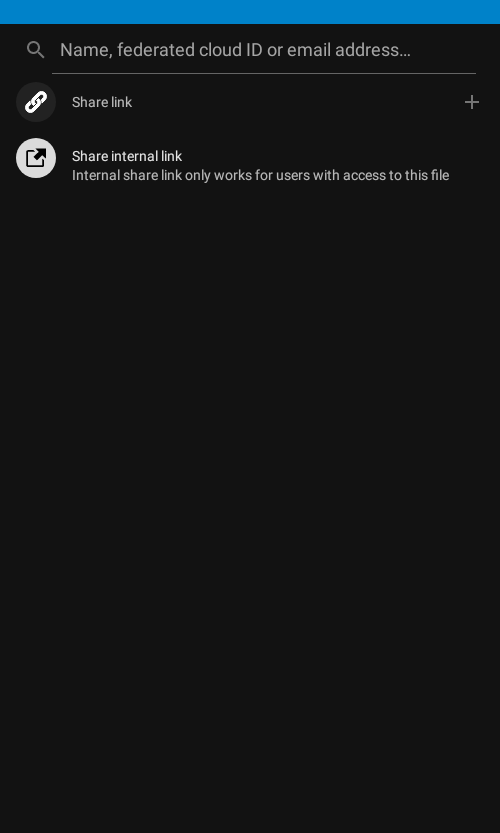 Name, federated cloud ID or email address…
Share link
Share internal link
Internal share link only works for users with access to this file